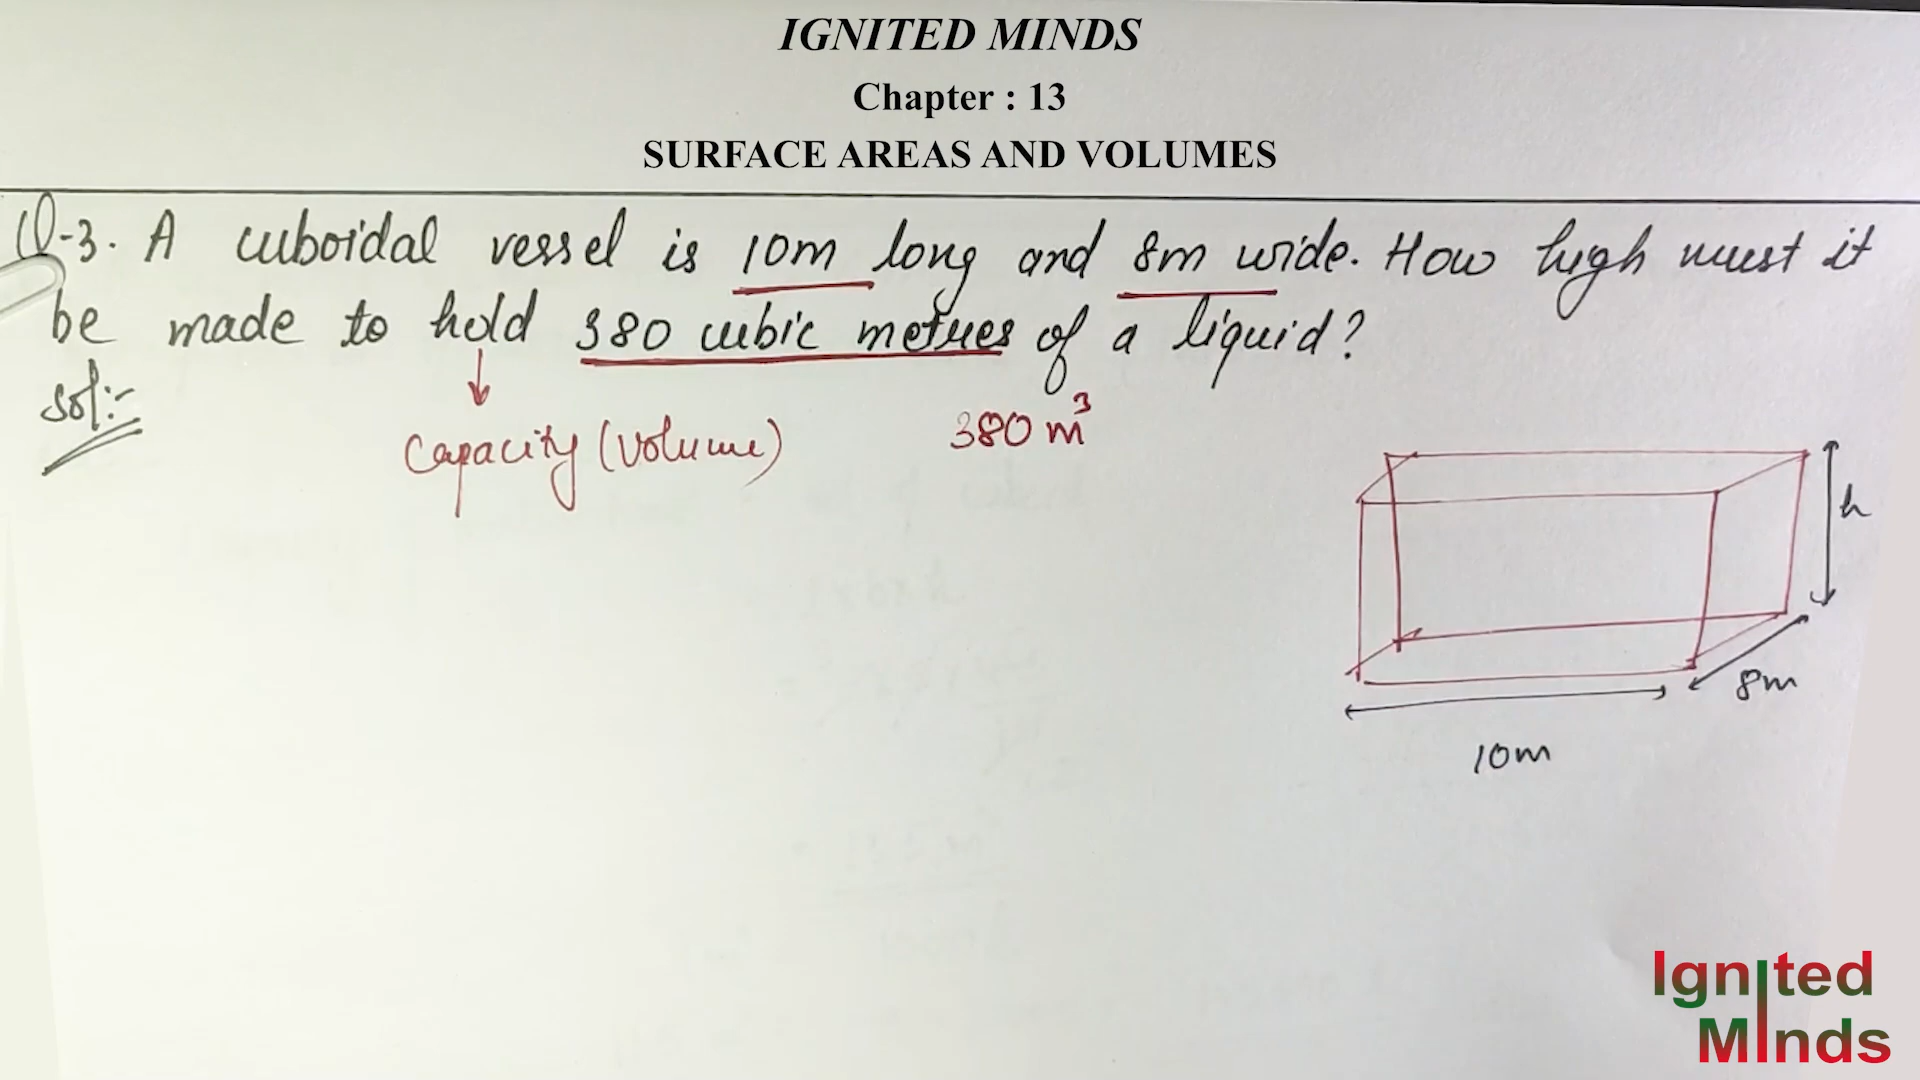 IGNITED MINDS
Chapter : 13
SURFACE AREAS AND VOLUMES
Q-3. A cuboidal vessel is 10m long and 8m wide. How high must it
be made to hold 380 cubic metres of a liquid?
Sol:-
Capacity (Volume)
380 m³
h
8m
10m
Ignited
Minds